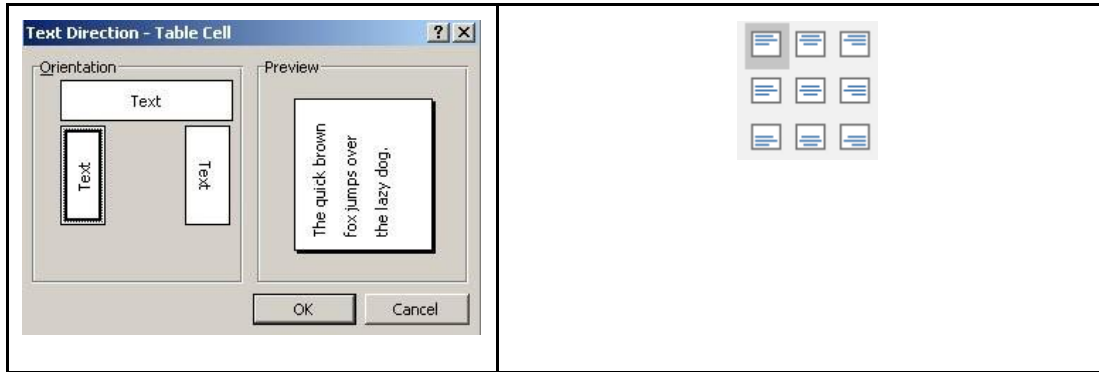 Text Direction - Table Cell
Orientation
Preview
Text
Text
Text
The quick brown
fox jumps over
the lazy dog.
OK
Cancel